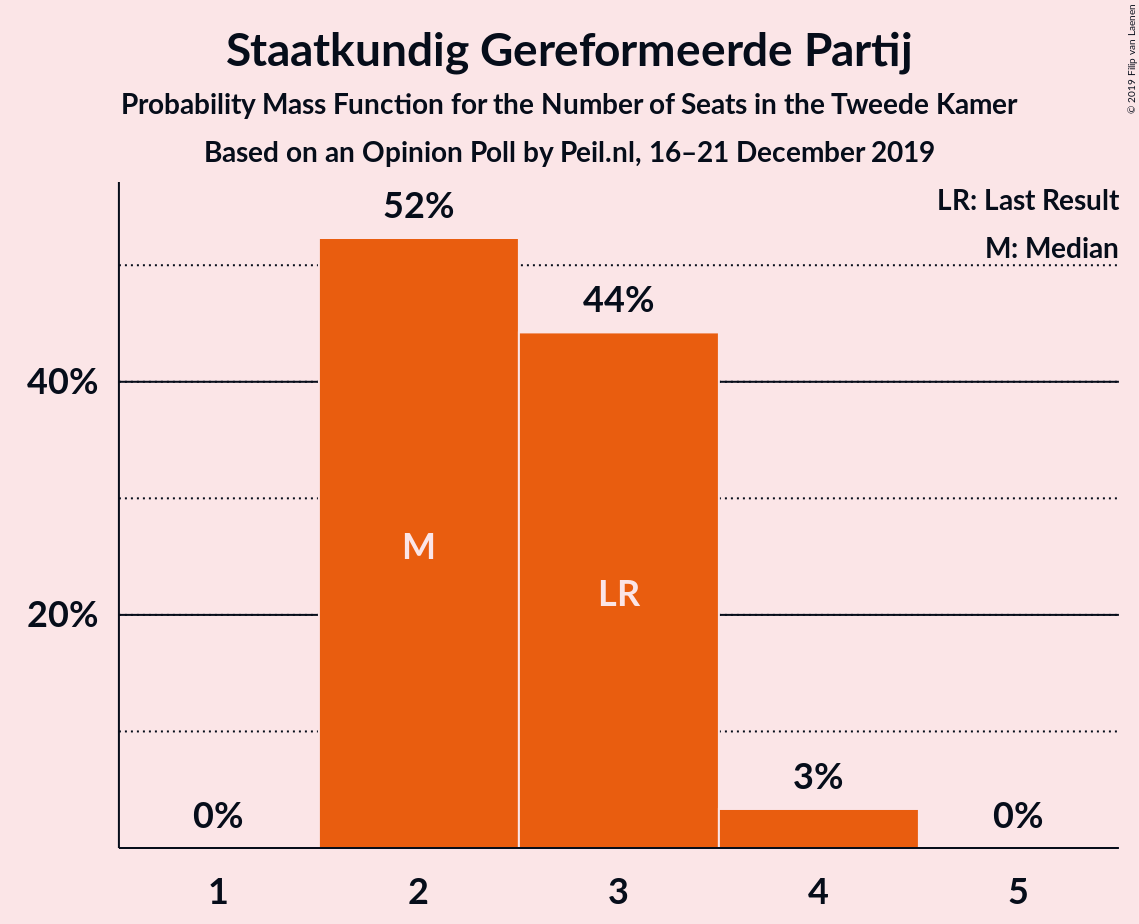 Staatkundig Gereformeerde Partij
Probability Mass Function for the Number of Seats in the Tweede Kamer
Based on an Opinion Poll by Peil.nl, 16–21 December 2019
© 2019 Filip van Laenen
LR: Last Result
M: Median
52%
44%
40%
M
LR
20%
3%
0%
0%
1 2 3 4 5